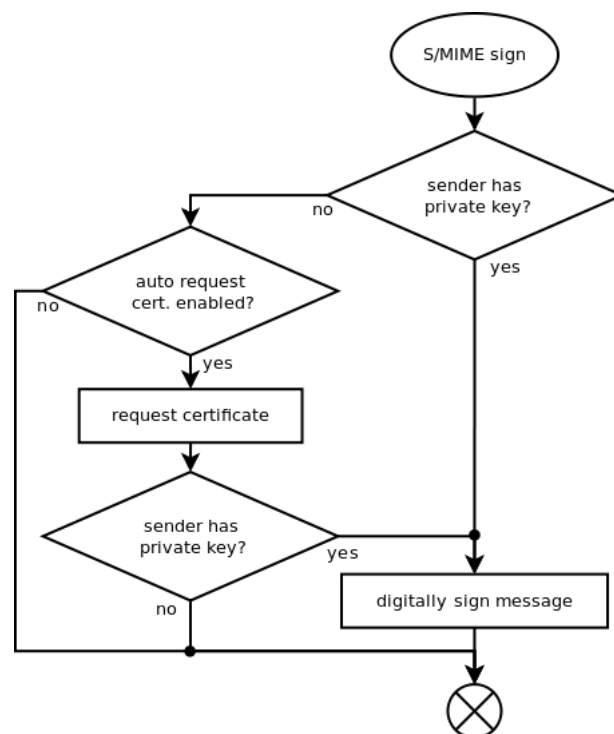 S/MIME sign
sender has
private key?
no
yes
auto request
cert. enabled?
no
yes
request certificate
sender has
private key?
yes
no
digitally sign message